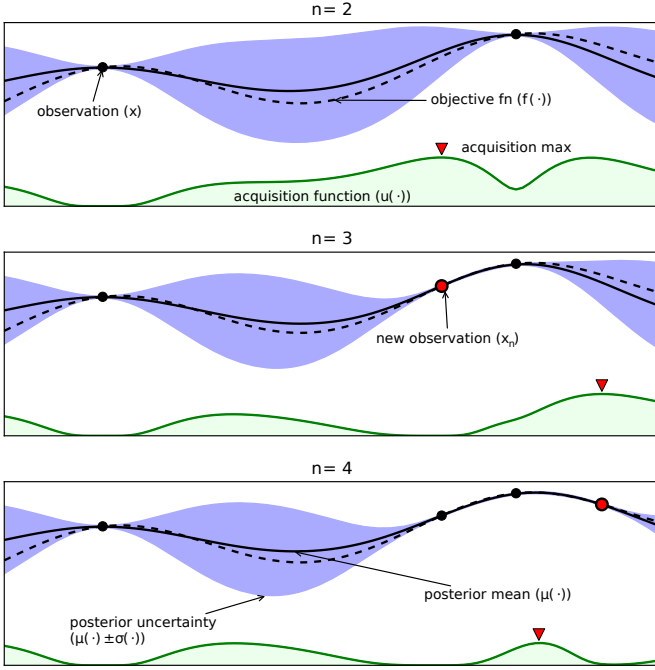 n= 2
observation (x)
objective fn (f(·))
acquisition max
acquisition function (u(·))
n= 3
new observation (xₙ)
n= 4
posterior mean (μ(·))
posterior uncertainty
(μ(·) ±σ(·))